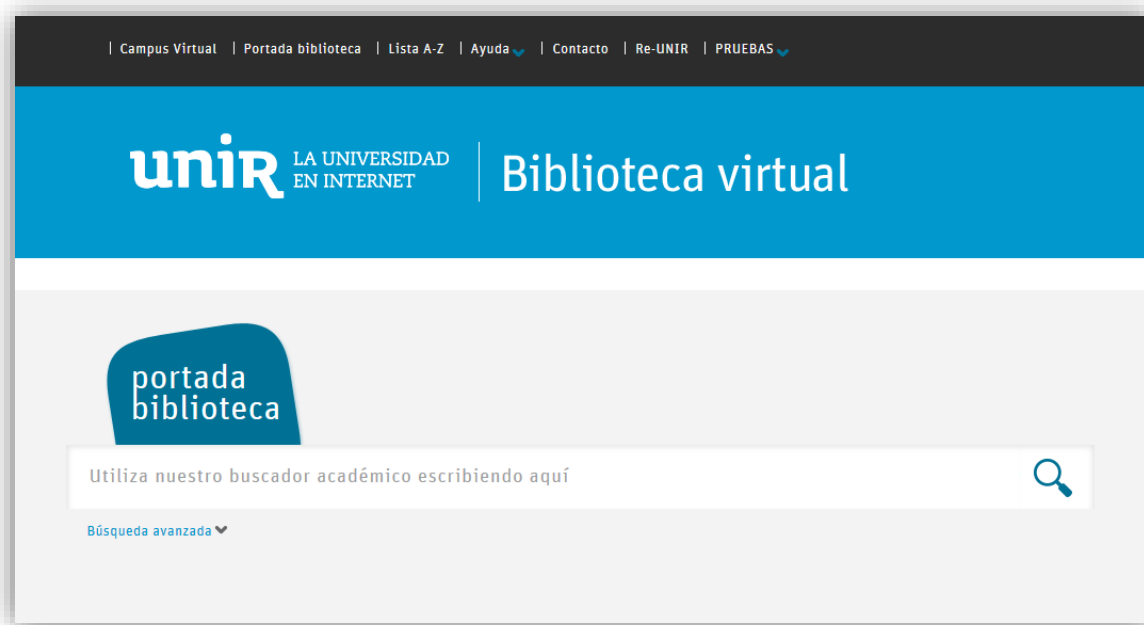 | Campus Virtual | Portada biblioteca | Lista A-Z | Ayuda | Contacto | Re-UNIR | PRUEBAS
unir LA UNIVERSIDAD
EN INTERNET
Biblioteca virtual
portada
biblioteca
Utiliza nuestro buscador académico escribiendo aquí
Búsqueda avanzada